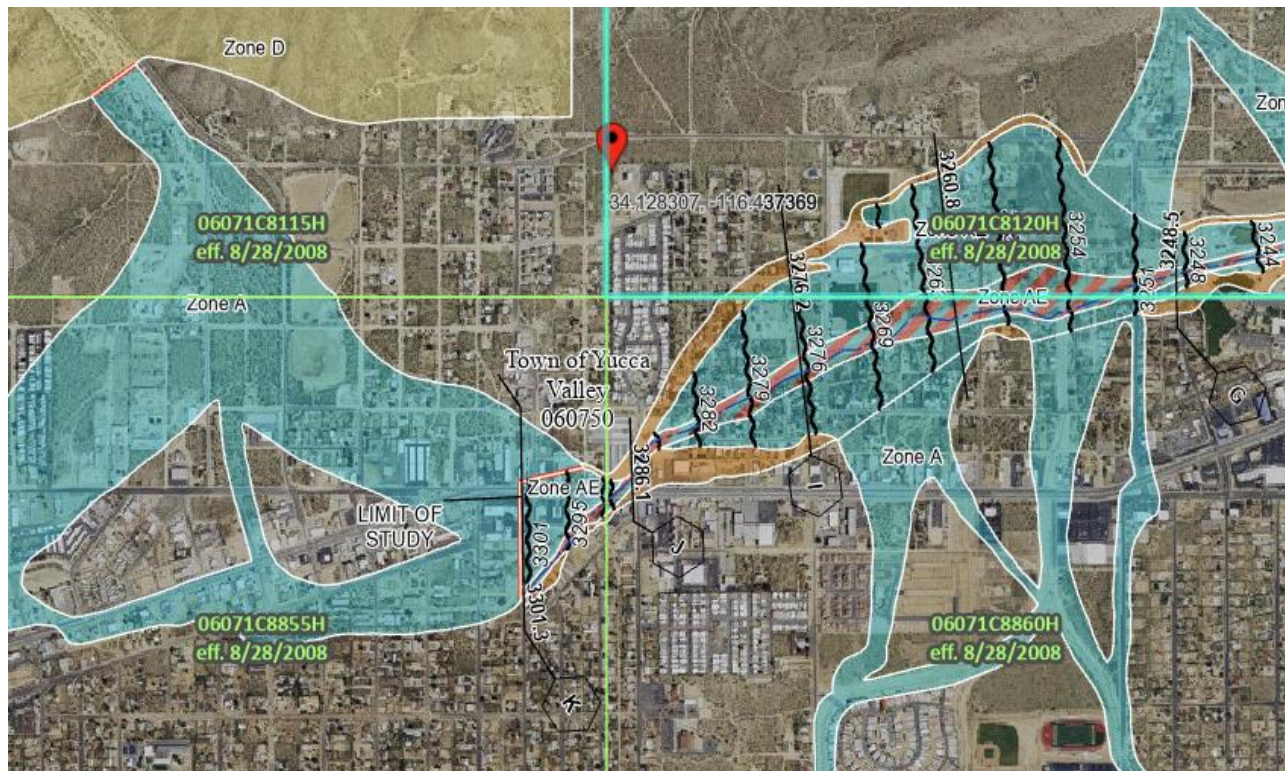 Zone D
Zon
34.128307, -116.437369
06071C8115H
eff. 8/28/2008
06071C8120H
eff. 8/28/2008
3260.8
3254
3251
3248.5
3248
3244
Zone A
Zone AE
3276.2
3276
3269
3279
3282
Town of Yucca
Valley
060750
3286.1
Zone A
G
I
J
K
Zone AE
3295
3301
3301.3
LIMIT OF
STUDY
06071C8855H
eff. 8/28/2008
06071C8860H
eff. 8/28/2008